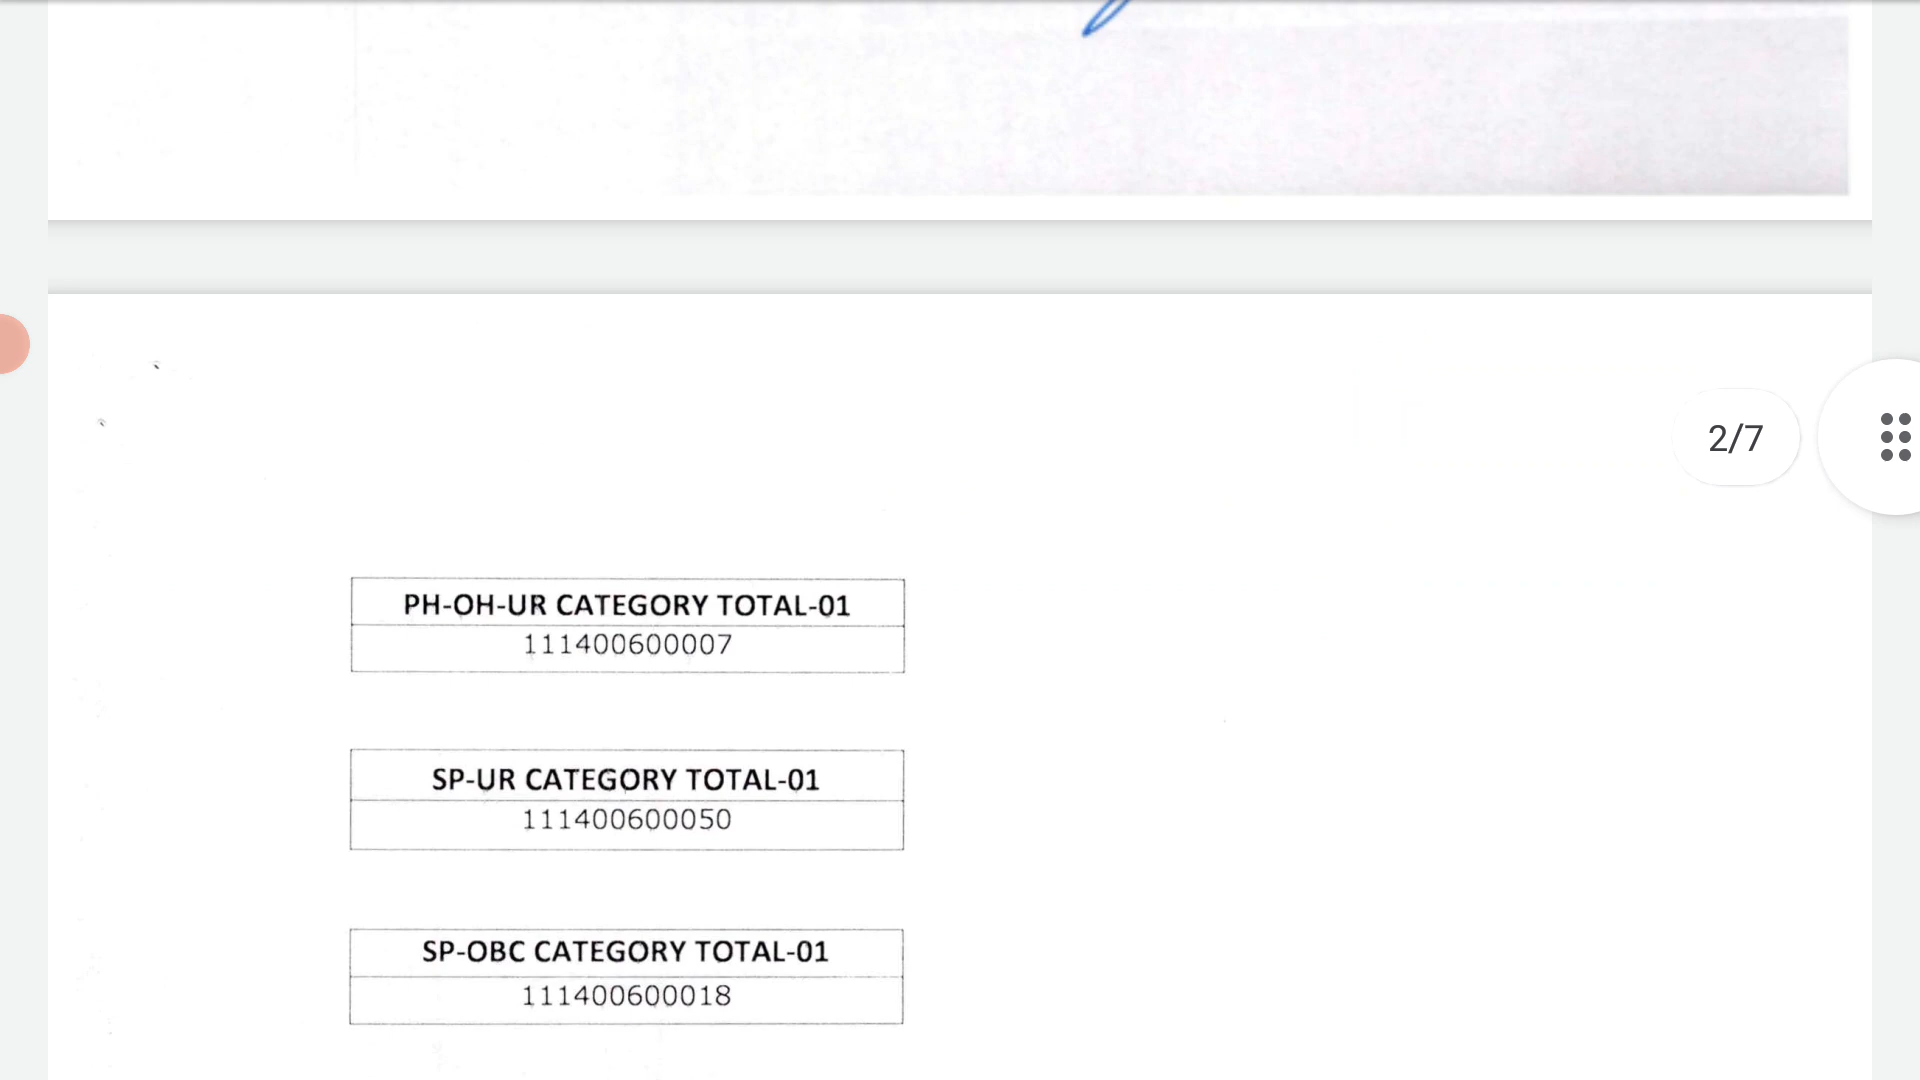 2/7
PH-OH-UR CATEGORY TOTAL-01
111400600007
SP-UR CATEGORY TOTAL-01
111400600050
SP-OBC CATEGORY TOTAL-01
111400600018